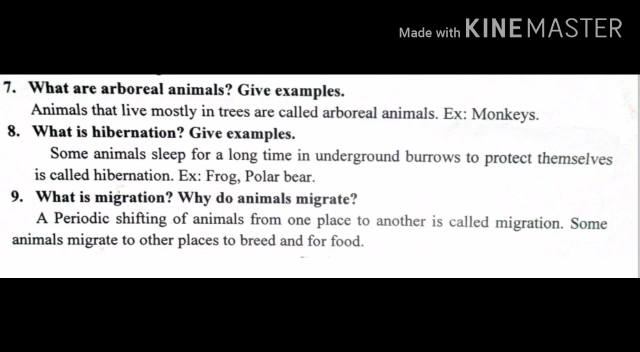 Made with KINEMASTER
7. What are arboreal animals? Give examples.
Animals that live mostly in trees are called arboreal animals. Ex: Monkeys.
8. What is hibernation? Give examples.
Some animals sleep for a long time in underground burrows to protect themselves
is called hibernation. Ex: Frog, Polar bear.
9. What is migration? Why do animals migrate?
A Periodic shifting of animals from one place to another is called migration. Some
animals migrate to other places to breed and for food.